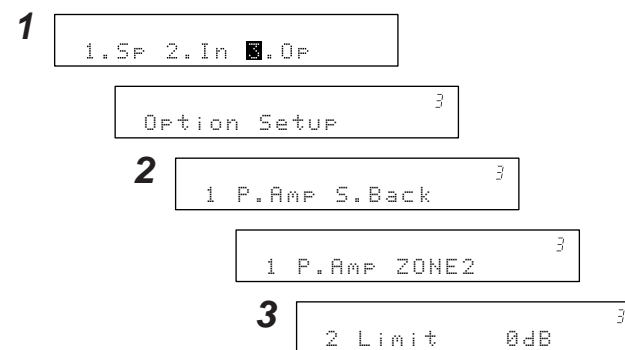 1
1.Sp 2.In 3.Op
3
Option Setup
2
3
1 P.Amp S.Back
3
1 P.Amp ZONE2
3
3
2 Limit 0dB